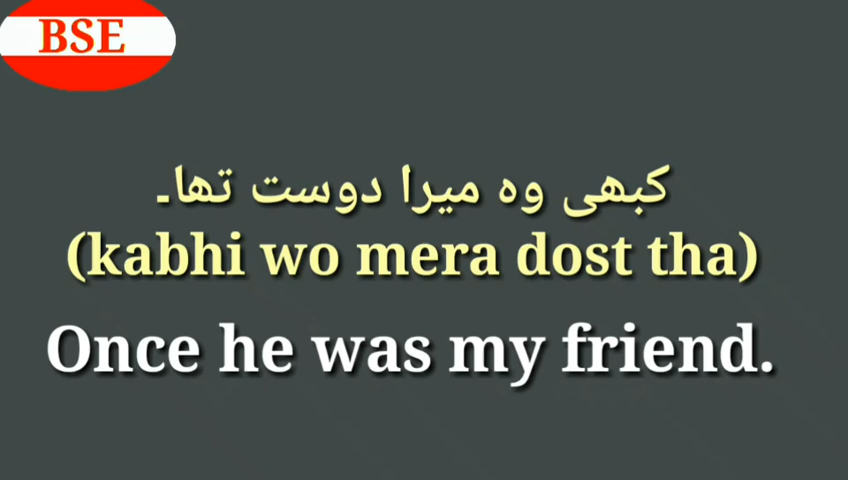 BSE
کبھی وہ میرا دوست تھا۔
(kabhi wo mera dost tha)
Once he was my friend.